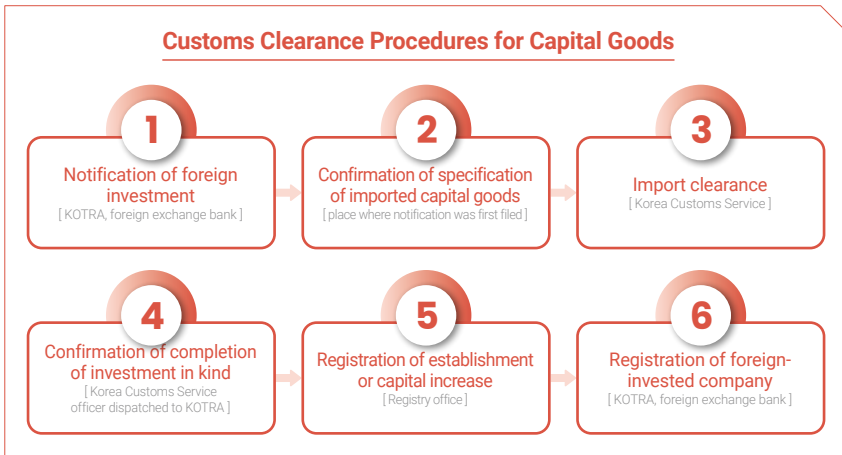 Customs Clearance Procedures for Capital Goods
1
Notification of foreign
investment
[ KOTRA, foreign exchange bank ]
2
Confirmation of specification
of imported capital goods
[ place where notification was first filed ]
3
Import clearance
[ Korea Customs Service ]
4
Confirmation of completion
of investment in kind
[ Korea Customs Service
officer dispatched to KOTRA ]
5
Registration of establishment
or capital increase
[ Registry office ]
6
Registration of foreign-
invested company
[ KOTRA, foreign exchange bank ]